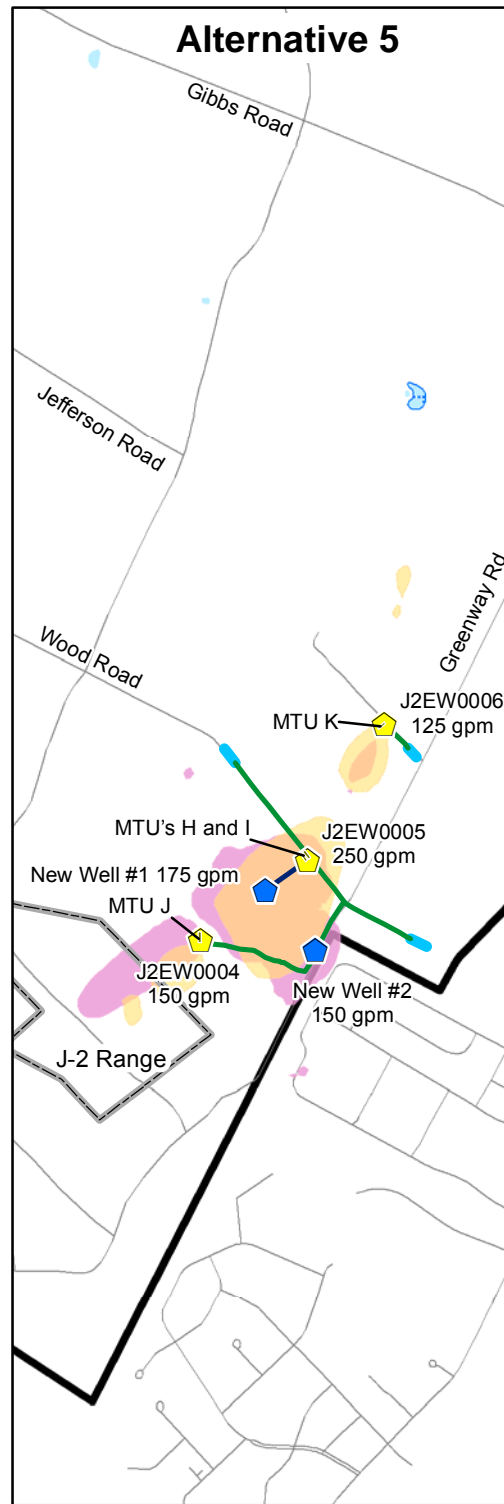 Alternative 5
Gibbs Road
Jefferson Road
Greenway Rd
Wood Road
J2EW0006
125 gpm
MTU K
MTU's H and I
J2EW0005
250 gpm
New Well #1 175 gpm
MTU J
J2EW0004
150 gpm
New Well #2
150 gpm
J-2 Range